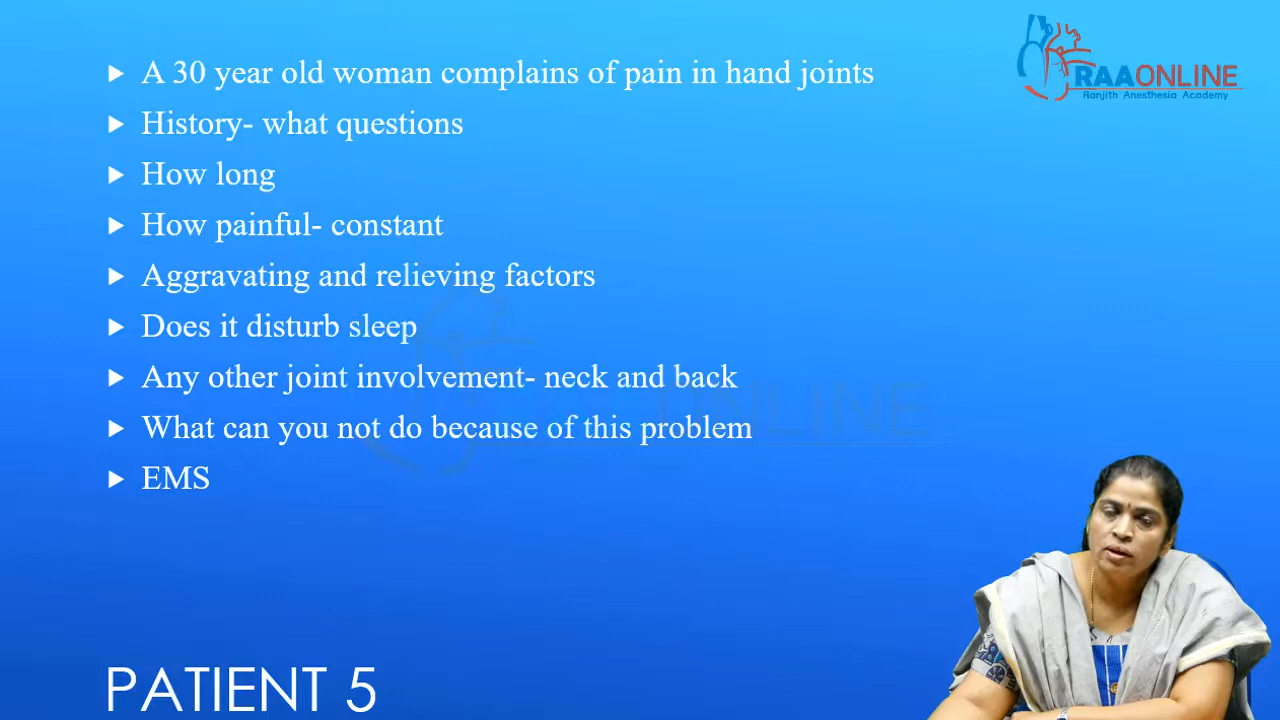 A 30 year old woman complains of pain in hand joints
History- what questions
How long
How painful- constant
Aggravating and relieving factors
Does it disturb sleep
Any other joint involvement- neck and back
What can you not do because of this problem
EMS
PATIENT 5
RAAONLINE
Ranjith Anesthesia Academy
ONLINE